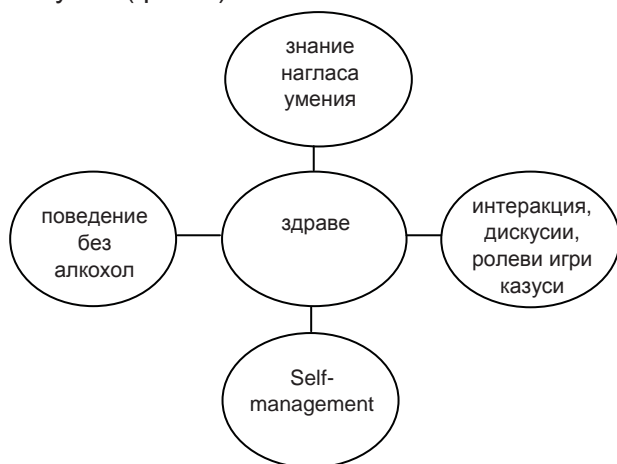 знание
нагласа
умения
поведение
без
алкохол
здраве
интеракция,
дискусии,
ролеви игри
казуси
Self-
management